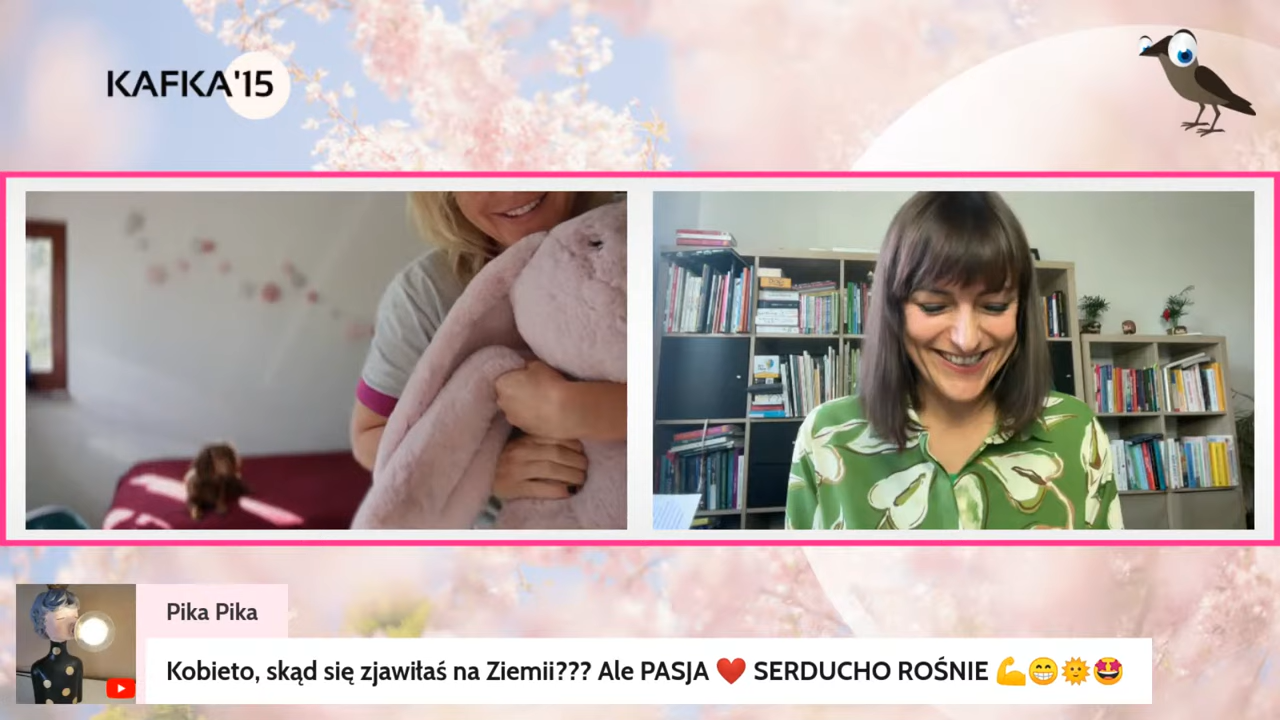 KAFKA'15
Pika Pika
Kobieto, skąd się zjawiłaś na Ziemii??? Ale PASJA ❤️ SERDUCHO ROŚNIE 💪😁🌞🤩